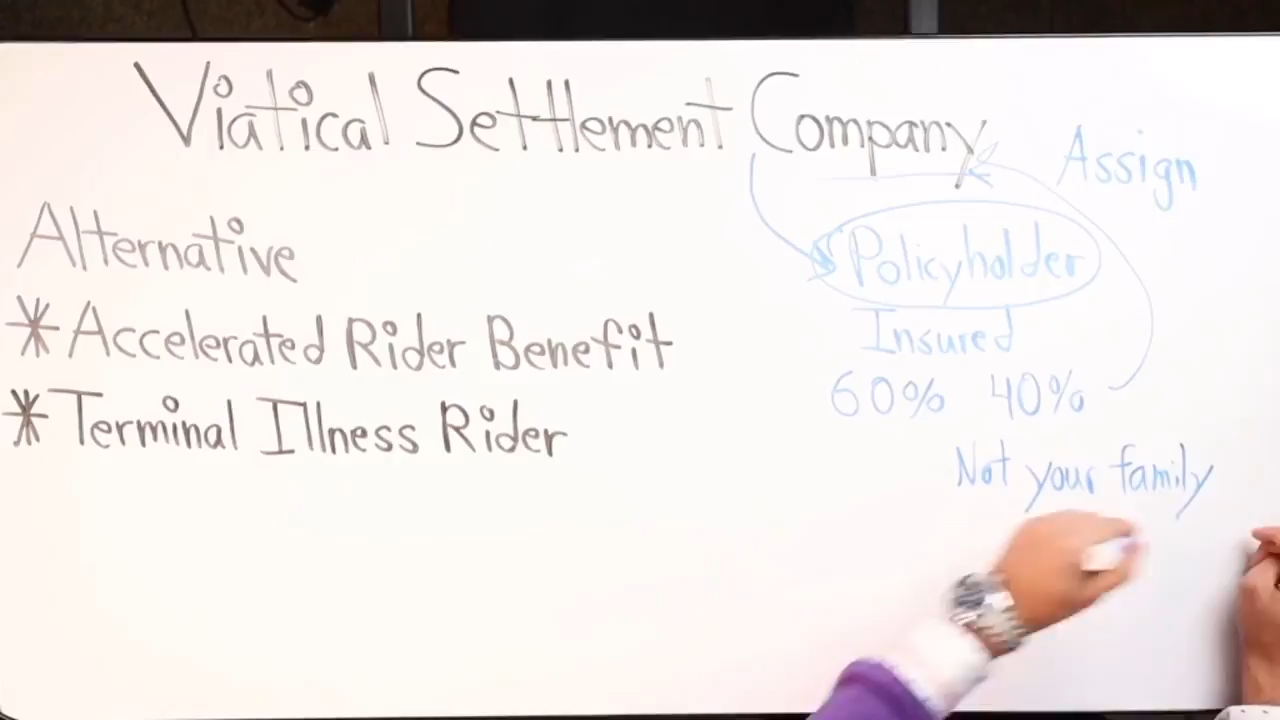 Viatical Settlement Company
Assign
Alternative
* Accelerated Rider Benefit
* Terminal Illness Rider
Policyholder
Insured
60% 40%
Not your family